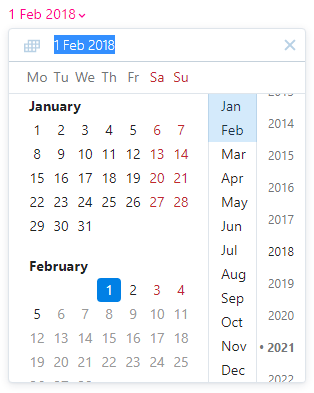 1 Feb 2018
1 Feb 2018
Mo Tu We Th Fr Sa Su
January
1 2 3 4 5 6 7
8 9 10 11 12 13 14
15 16 17 18 19 20 21
22 23 24 25 26 27 28
29 30 31
February
1 2 3 4
5 6 7 8 9 10 11
12 13 14 15 16 17 18
19 20 21 22 23 24 25
Jan
Feb
Mar
Apr
May
Jun
Jul
Aug
Sep
Oct
Nov
Dec
2014
2015
2016
2017
2018
2019
2020
• 2021
2022